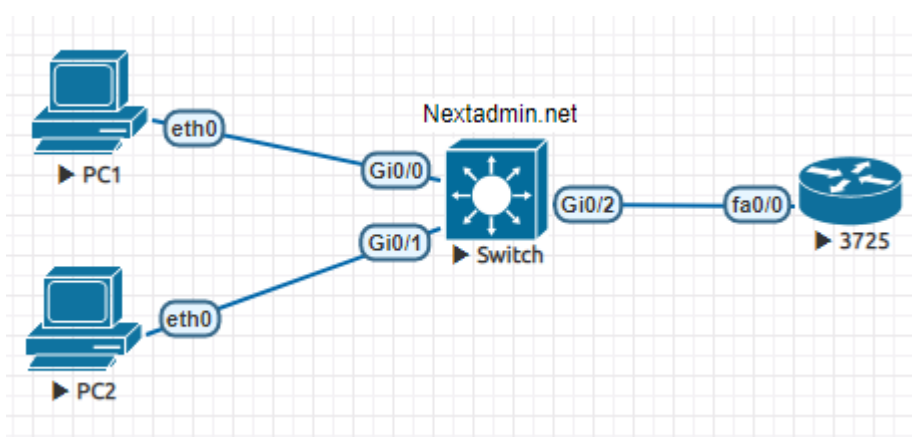 Nextadmin.net
eth0
Gi0/0
PC1
Gi0/2
fa0/0
Gi0/1
Switch
3725
eth0
PC2